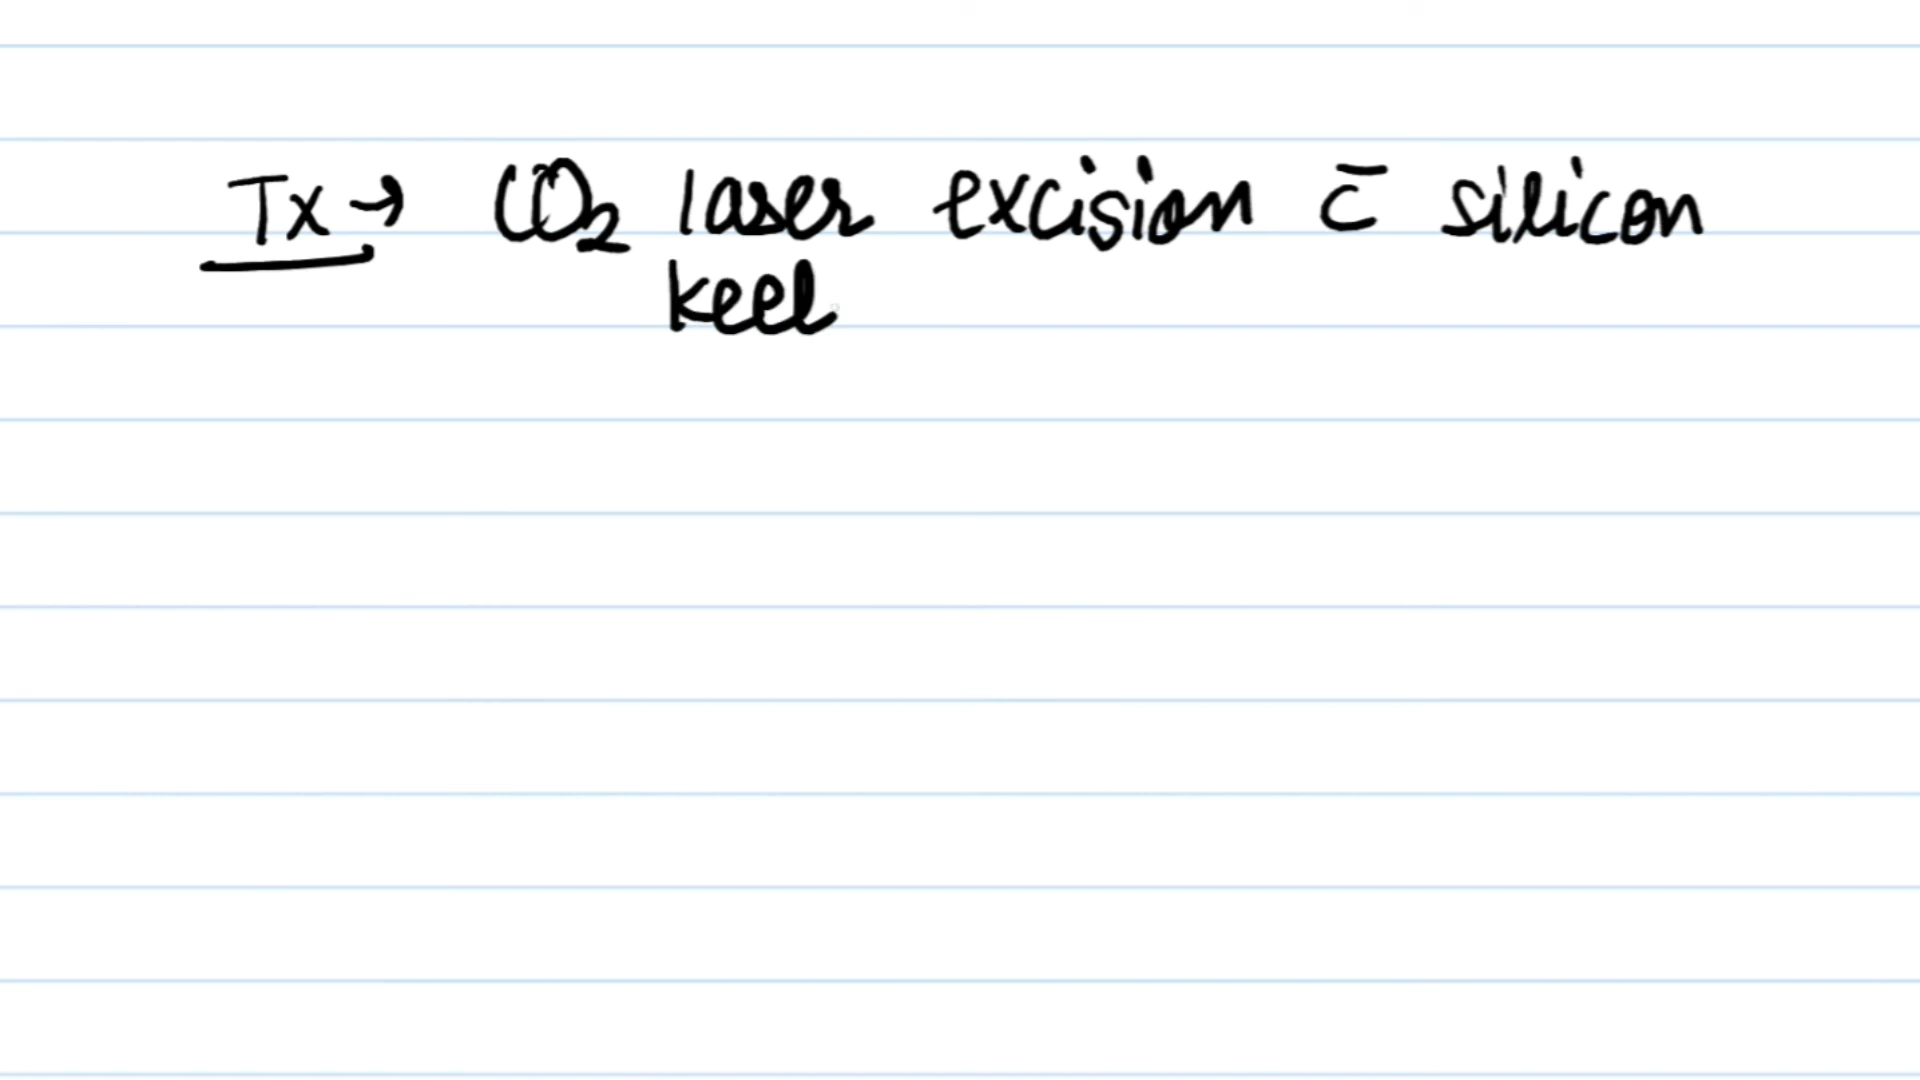 Tx → CO₂ laser excision c̄ silicon
keel